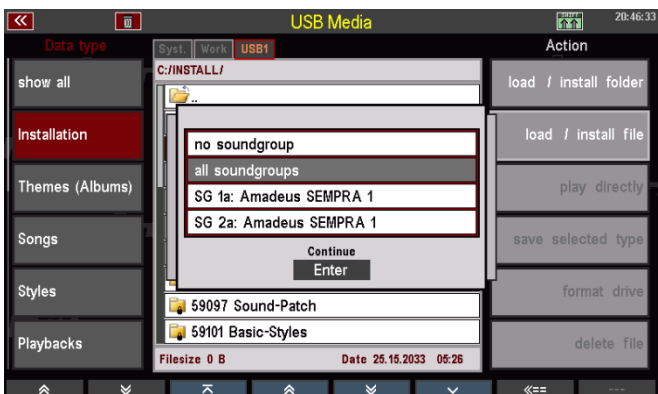 USB Media
20:46:33
Data type
Syst.
Work
USB1
Action
C:/INSTALL/
..
show all
Installation
Themes (Albums)
Songs
Styles
Playbacks
no soundgroup
all soundgroups
SG 1a: Amadeus SEMPRA 1
SG 2a: Amadeus SEMPRA 1
Continue
Enter
59097 Sound-Patch
59101 Basic-Styles
Filesize 0 B
Date 25.15.2033 05:26
load / install folder
load / install file
play directly
save selected type
format drive
delete file
«==
---